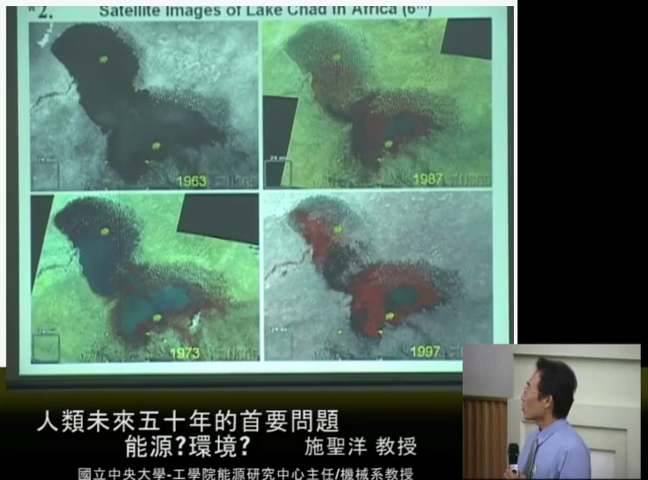 #2. Satellite Images of Lake Chad in Africa (6th)
1963
1987
1973
1997
人類未來五十年的首要問題
能源?環境?
施聖洋 教授
國立中央大學-工學院能源研究中心主任/機械系教授